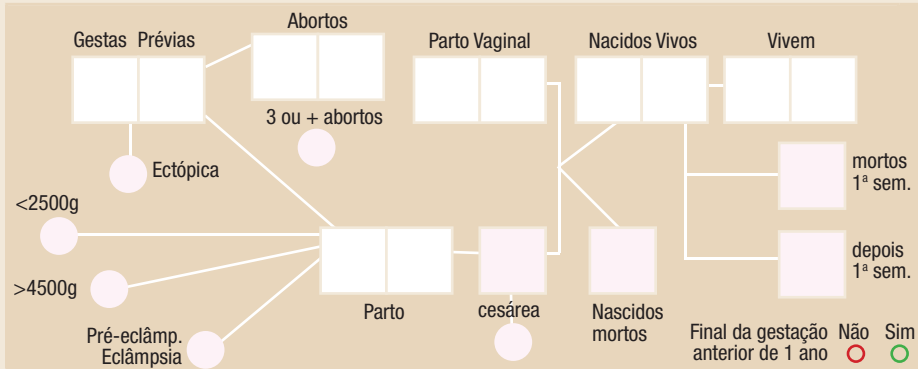 Abortos
Gestas Prévias
Parto Vaginal
Nacidos Vivos
Vivem
3 ou + abortos
Ectópica
mortos
1ª sem.
<2500g
depois
1ª sem.
>4500g
Parto
cesárea
Nascidos
mortos
Pré-eclâmp.
Eclâmpsia
Final da gestação Não Sim
anterior de 1 ano